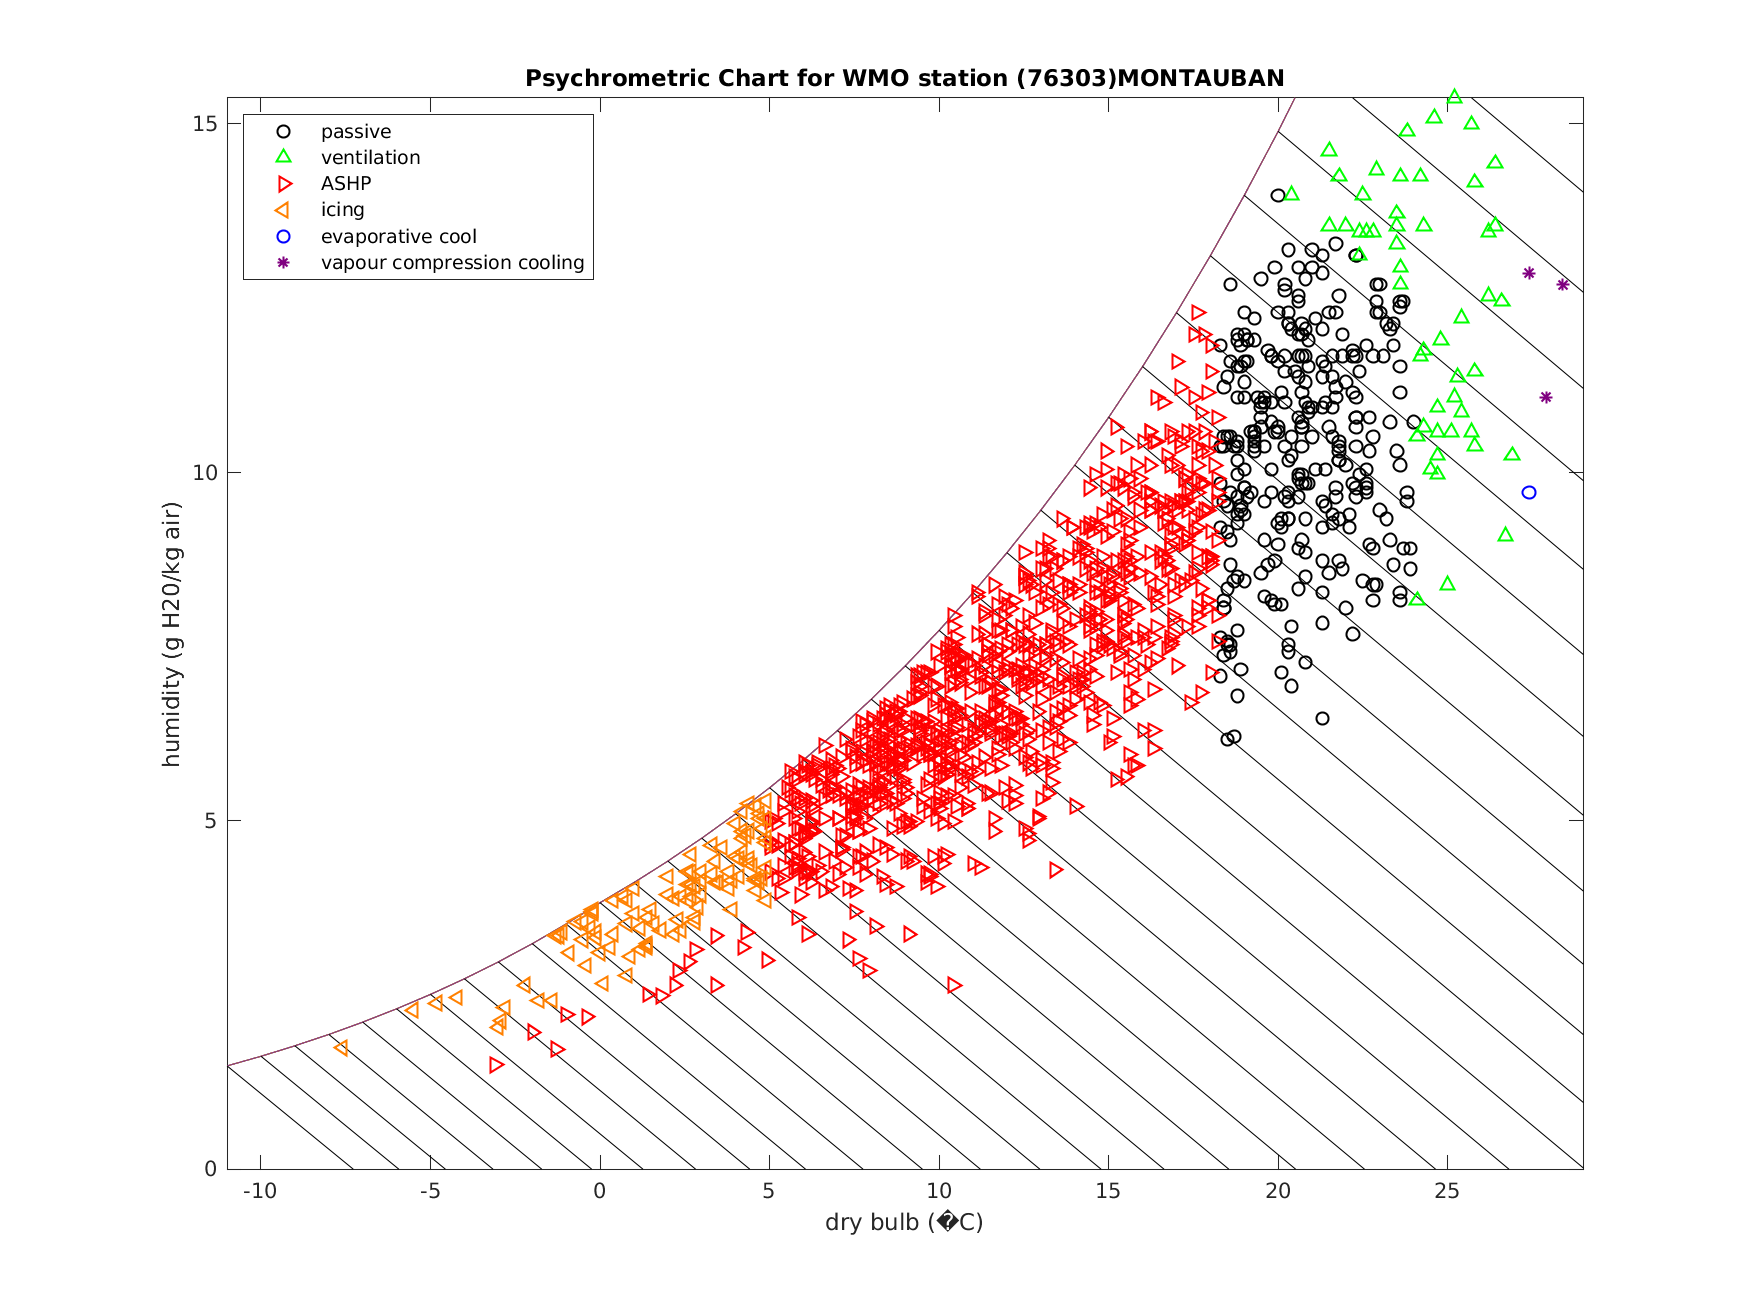 Psychrometric Chart for WMO station (76303)MONTAUBAN
passive
ventilation
ASHP
icing
evaporative cool
vapour compression cooling
humidity (g H20/kg air)
15
10
5
0
-10 -5 0 5 10 15 20 25
dry bulb (�C)